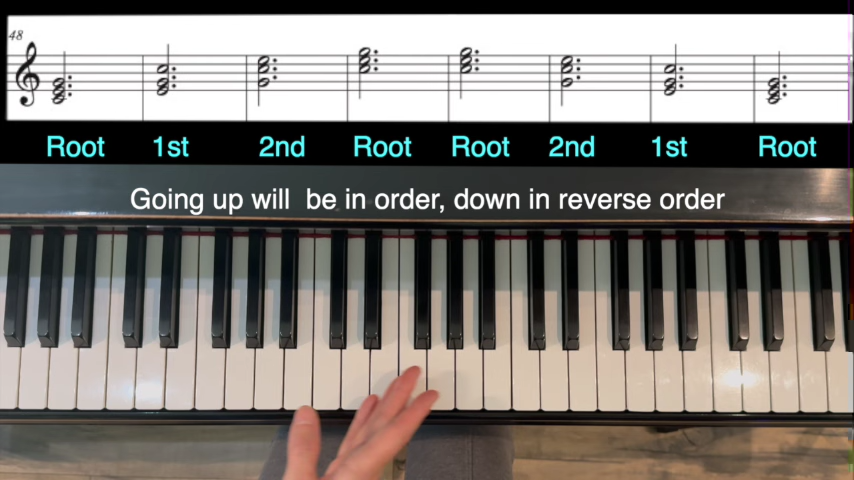 48
Root 1st 2nd Root Root 2nd 1st Root
Going up will be in order, down in reverse order